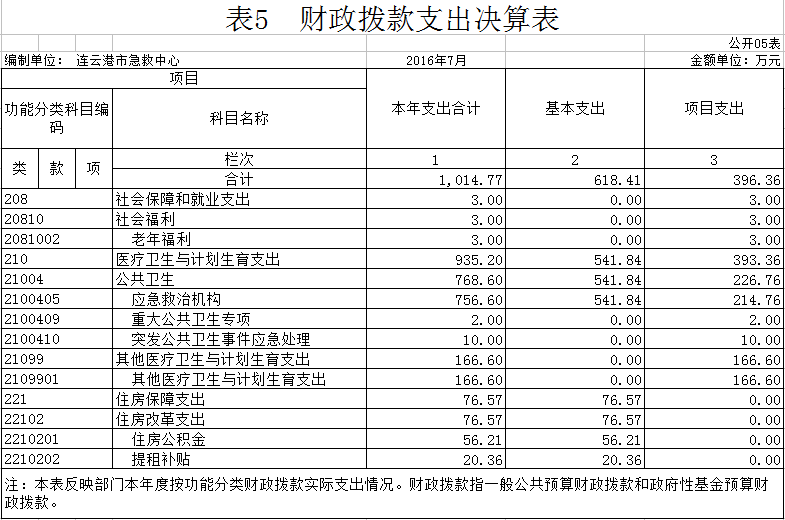 表5 财政拨款支出决算表
公开05表
编制单位： 连云港市急救中心 2016年7月 金额单位：万元
项目
功能分类科目编码 科目名称 本年支出合计 基本支出 项目支出
类 款 项 栏次 1 2 3
合计 1,014.77 618.41 396.36
208 社会保障和就业支出 3.00 0.00 3.00
20810 社会福利 3.00 0.00 3.00
2081002 老年福利 3.00 0.00 3.00
210 医疗卫生与计划生育支出 935.20 541.84 393.36
21004 公共卫生 768.60 541.84 226.76
2100405 应急救治机构 756.60 541.84 214.76
2100409 重大公共卫生专项 2.00 0.00 2.00
2100410 突发公共卫生事件应急处理 10.00 0.00 10.00
21099 其他医疗卫生与计划生育支出 166.60 0.00 166.60
2109901 其他医疗卫生与计划生育支出 166.60 0.00 166.60
221 住房保障支出 76.57 76.57 0.00
22102 住房改革支出 76.57 76.57 0.00
2210201 住房公积金 56.21 56.21 0.00
2210202 提租补贴 20.36 20.36 0.00
注：本表反映部门本年度按功能分类财政拨款实际支出情况。财政拨款指一般公共预算财政拨款和政府性基金预算财
政拨款。